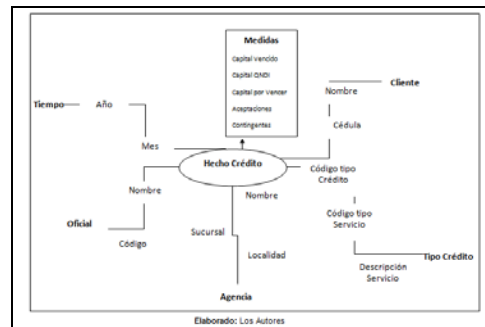 Medidas
Capital Vencido
Capital QNDI
Capital por Vencer
Aceptaciones
Contingentes
Cliente
Nombre
Cédula
Tiempo
Año
Mes
Hecho Crédito
Código tipo
Crédito
Nombre
Nombre
Código tipo
Servicio
Oficial
Código
Sucursal
Localidad
Tipo Crédito
Descripción
Servicio
Agencia
Elaborado: Los Autores